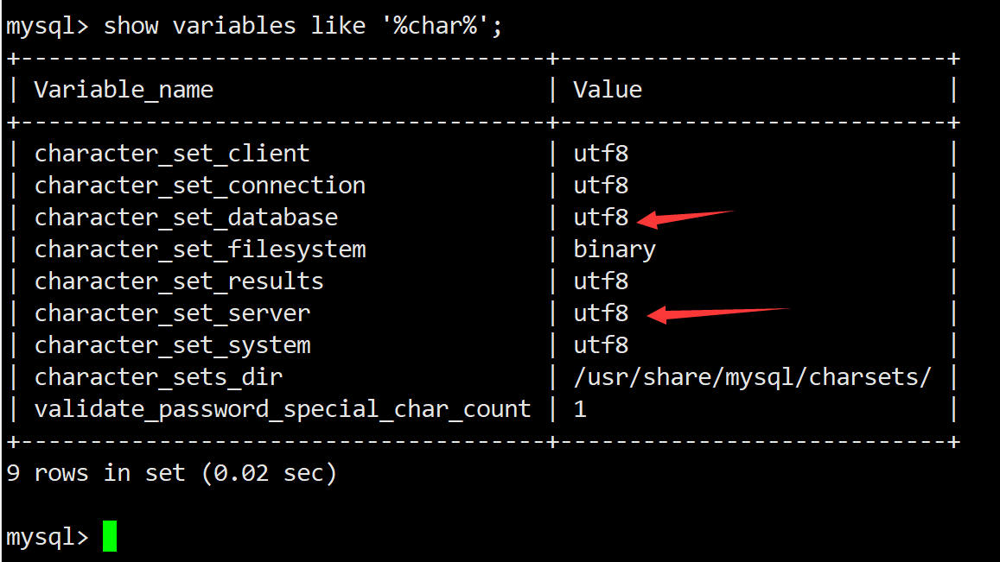 mysql> show variables like '%char%';
+--------------------------------------+----------------------------+
| Variable_name                        | Value                      |
+--------------------------------------+----------------------------+
| character_set_client                 | utf8                       |
| character_set_connection             | utf8                       |
| character_set_database               | utf8                       |
| character_set_filesystem             | binary                     |
| character_set_results                | utf8                       |
| character_set_server                 | utf8                       |
| character_set_system                 | utf8                       |
| character_sets_dir                   | /usr/share/mysql/charsets/ |
| validate_password_special_char_count | 1                          |
+--------------------------------------+----------------------------+
9 rows in set (0.02 sec)
mysql>